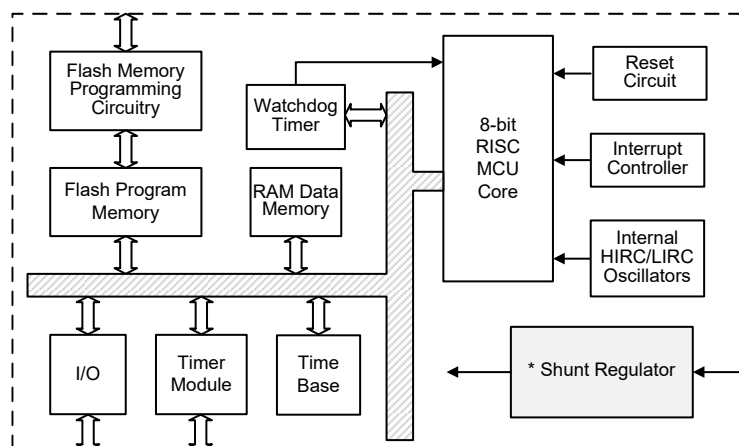 Flash Memory
Programming
Circuitry
Watchdog
Timer
8-bit
RISC
MCU
Core
Reset
Circuit
Flash Program
Memory
RAM Data
Memory
Interrupt
Controller
Internal
HIRC/LIRC
Oscillators
I/O
Timer
Module
Time
Base
* Shunt Regulator